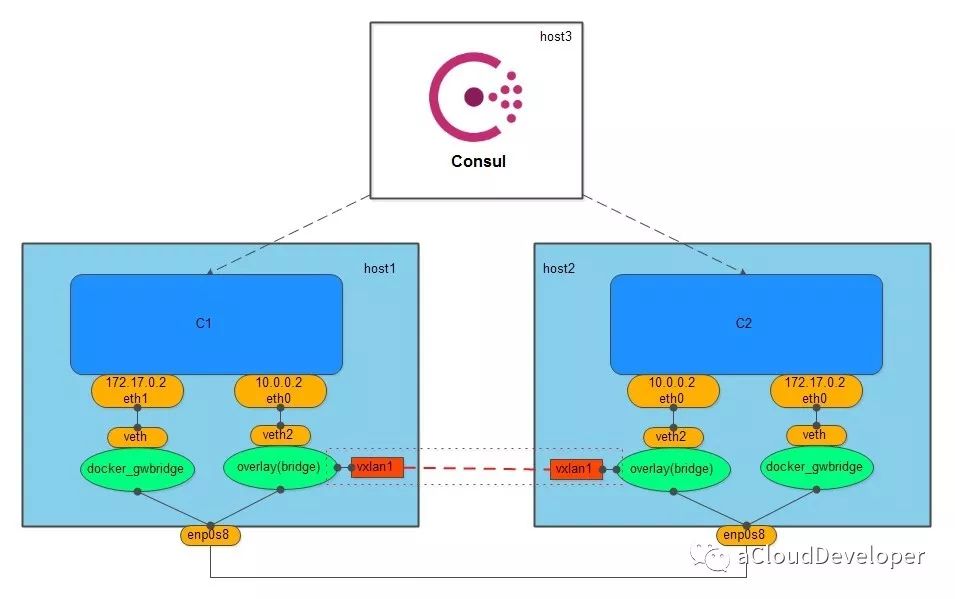 host3
Consul
host1
C1
172.17.0.2
eth1
10.0.0.2
eth0
veth
veth2
docker_gwbridge
overlay(bridge)
vxlan1
enp0s8
host2
C2
10.0.0.2
eth0
172.17.0.2
eth0
veth2
veth
vxlan1
overlay(bridge)
docker_gwbridge
enp0s8
aCloudDeveloper